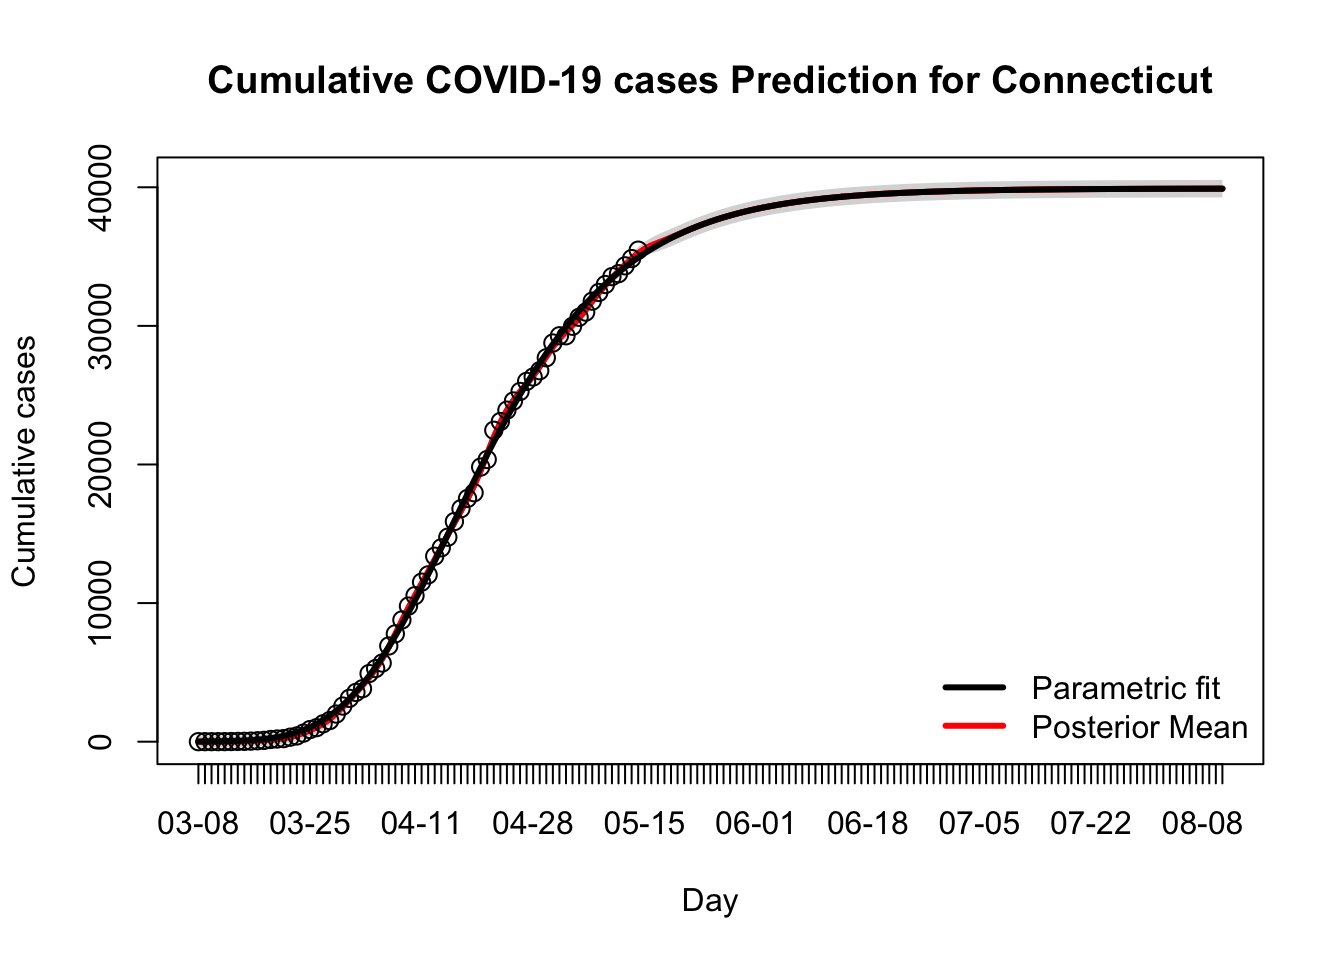 Cumulative COVID-19 cases Prediction for Connecticut
Cumulative cases
40000
30000
20000
10000
0
Parametric fit
Posterior Mean
03-08 03-25 04-11 04-28 05-15 06-01 06-18 07-05 07-22 08-08
Day